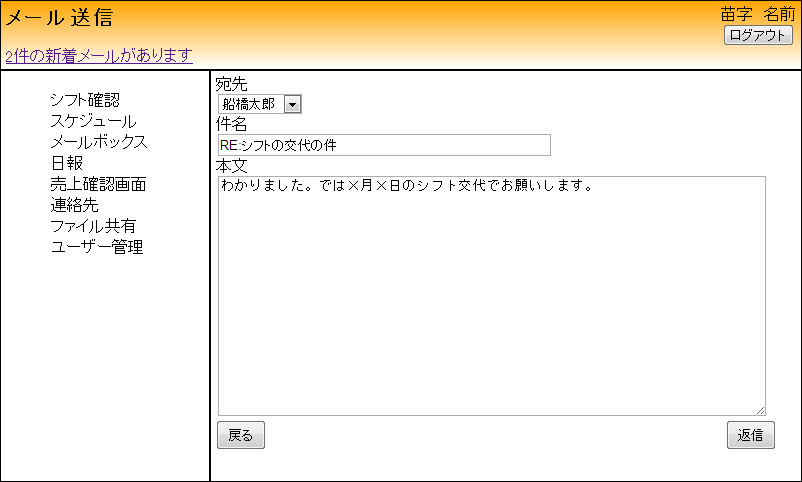 メール送信
苗字 名前
ログアウト
2件の新着メールがあります
シフト確認
スケジュール
メールボックス
日報
売上確認画面
連絡先
ファイル共有
ユーザー管理
宛先
船橋太郎
件名
RE:シフトの交代の件
本文
わかりました。では×月×日のシフト交代でお願いします。
戻る
返信